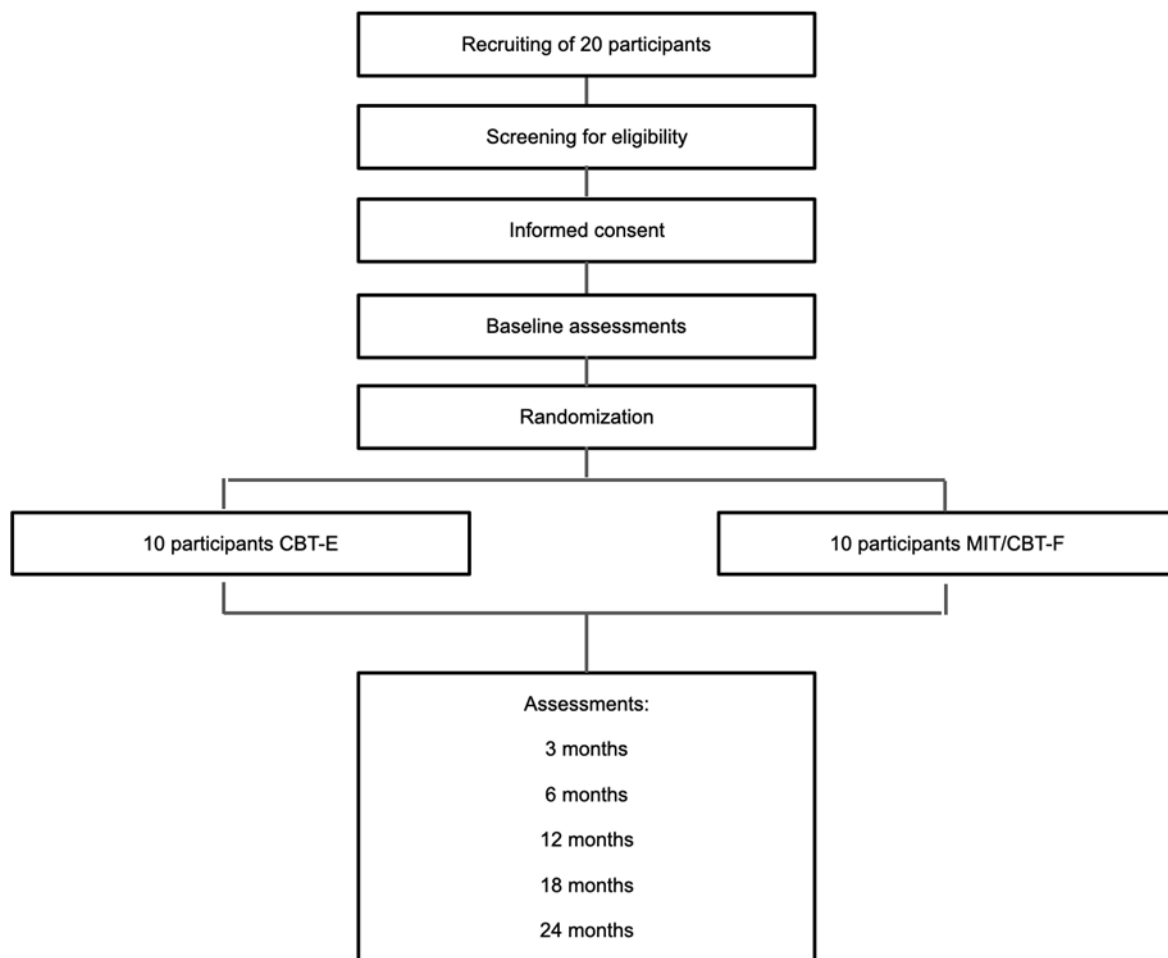 Recruiting of 20 participants
Screening for eligibility
Informed consent
Baseline assessments
Randomization
10 participants CBT-E
10 participants MIT/CBT-F
Assessments:
3 months
6 months
12 months
18 months
24 months